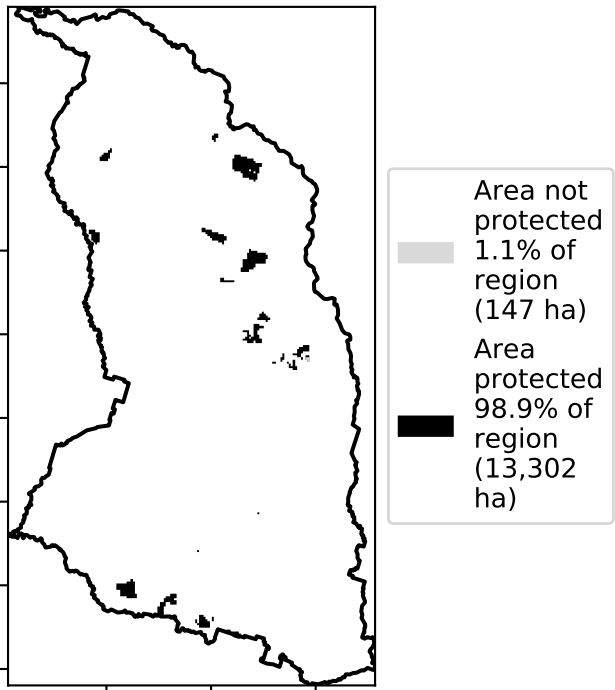 Area not
protected
1.1% of
region
(147 ha)
Area
protected
98.9% of
region
(13,302
ha)